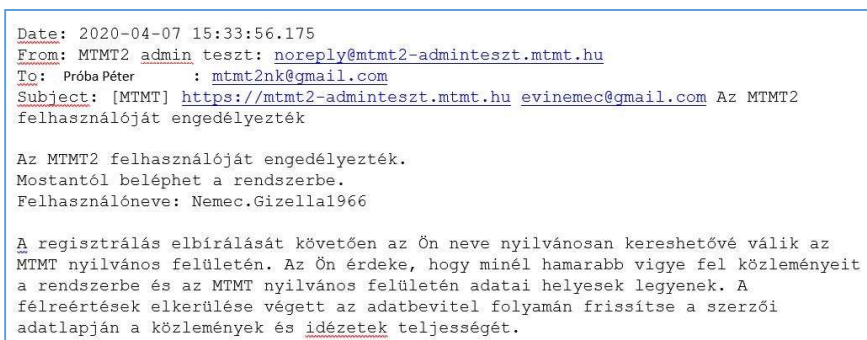 Date: 2020-04-07 15:33:56.175
From: MTMT2 admin teszt: noreply@mtmt2-adminteszt.mtmt.hu
To: Próba Péter : mtmt2nk@gmail.com
Subject: [MTMT] https://mtmt2-adminteszt.mtmt.hu evinemec@gmail.com Az MTMT2
felhasználóját engedélyezték
Az MTMT2 felhasználóját engedélyezték.
Mostantól beléphet a rendszerbe.
Felhasználóneve: Nemec.Gizella1966
A regisztrálás elbírálását követően az Ön neve nyilvánosan kereshetővé válik az
MTMT nyilvános felületén. Az Ön érdeke, hogy minél hamarabb vigye fel közleményeit
a rendszerbe és az MTMT nyilvános felületén adatai helyesek legyenek. A
félreértések elkerülése végett az adatbevitel folyamán frissítse a szerzői
adatlapján a közlemények és idézetek teljességét.